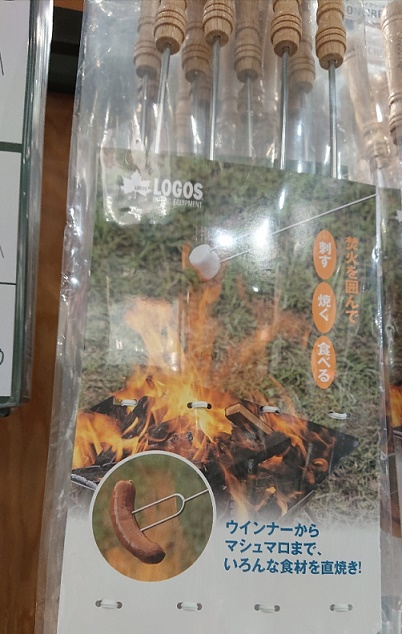 LOGOS
焚火を囲んで
刺す
焼く
食べる
ウインナーから
マシュマロまで、
いろんな食材を直焼き!